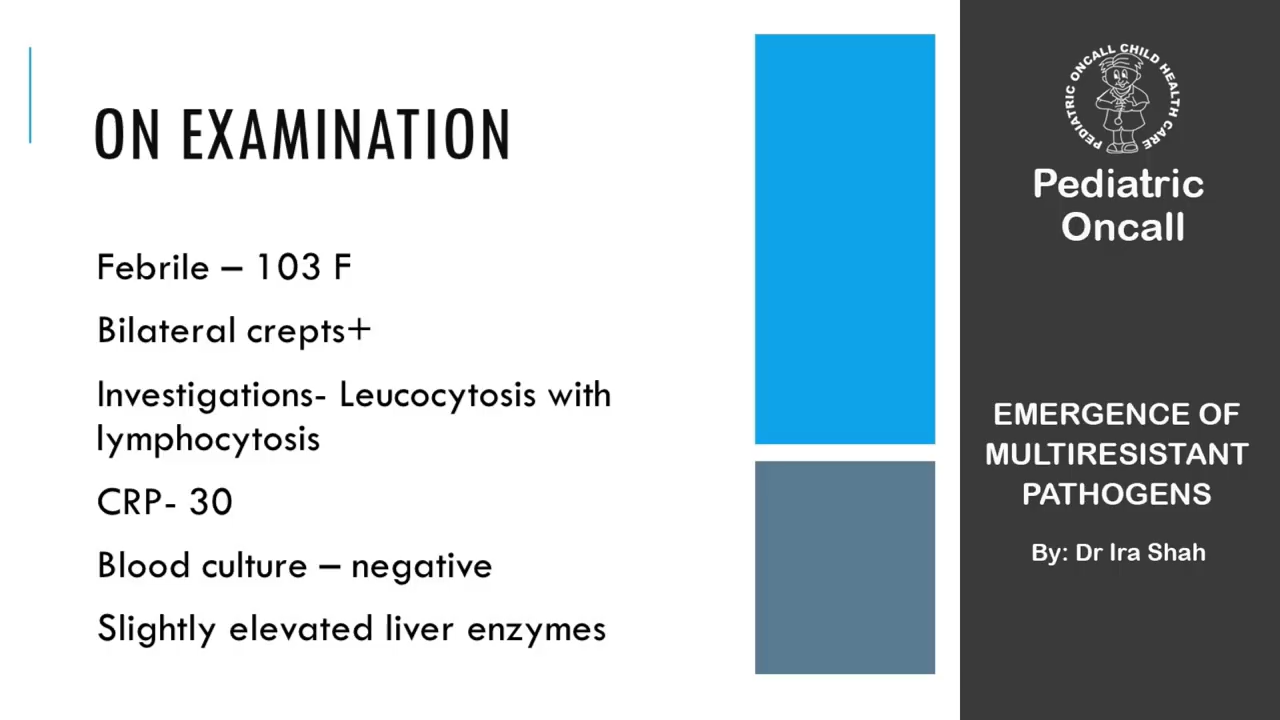 ON EXAMINATION
Febrile – 103 F
Bilateral crepts+
Investigations- Leucocytosis with
lymphocytosis
CRP- 30
Blood culture – negative
Slightly elevated liver enzymes
PEDIATRIC ONCALL CHILD HEALTH CARE
Pediatric
Oncall
EMERGENCE OF
MULTIRESISTANT
PATHOGENS
By: Dr Ira Shah